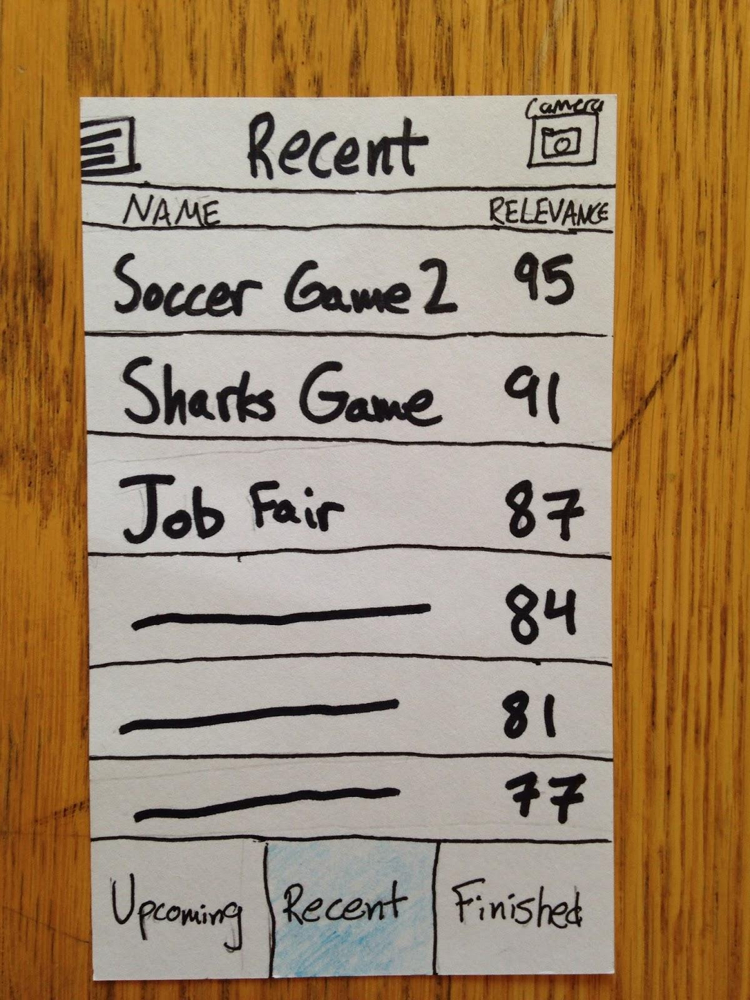 camera
Recent
NAME RELEVANCE
Soccer Game 2 95
Sharks Game 91
Job Fair 87
84
81
77
Upcoming Recent Finished